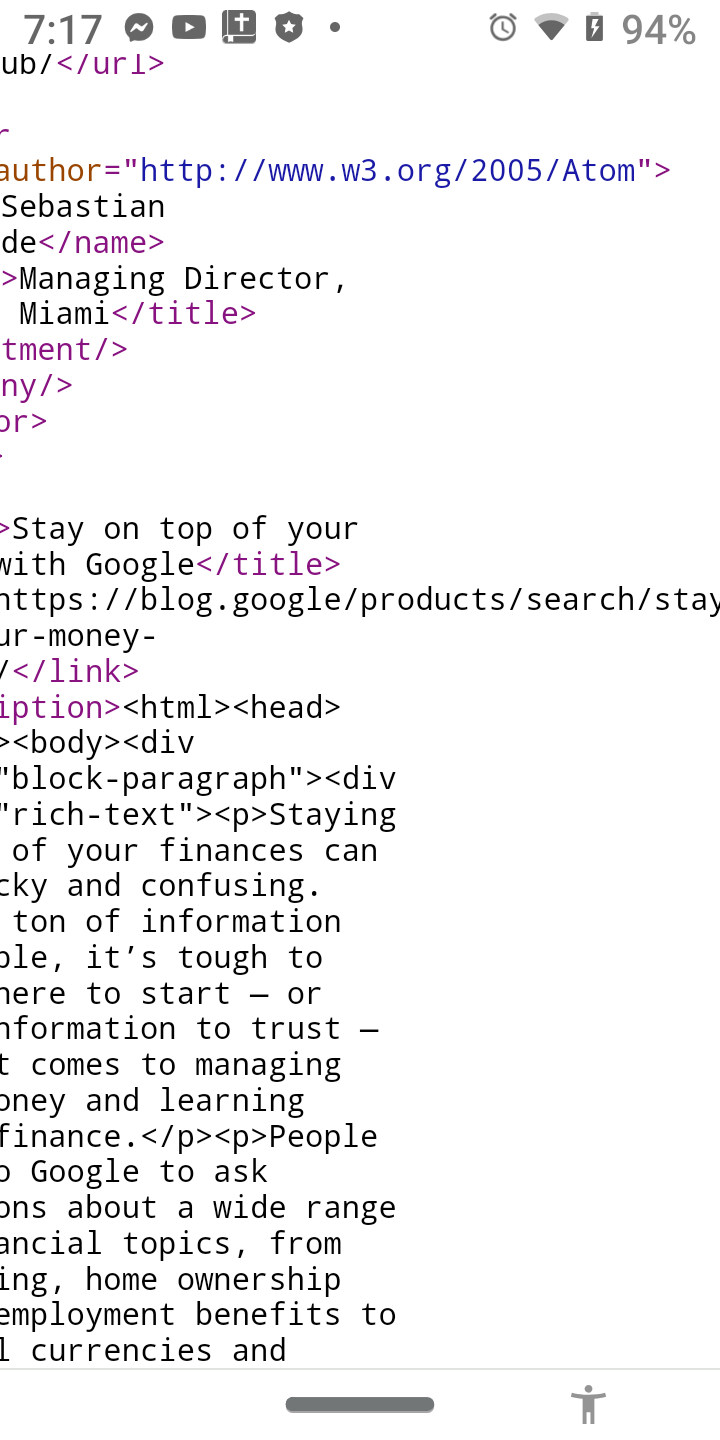 7:17 94%
ub/</url>
r
author="http://www.w3.org/2005/Atom">
Sebastian
de</name>
>Managing Director,
Miami</title>
tment/>
ny/>
or>
>Stay on top of your
with Google</title>
https://blog.google/products/search/stay
ur-money-
/</link>
iption><html><head>
><body><div
"block-paragraph"><div
"rich-text"><p>Staying
of your finances can
cky and confusing.
ton of information
ble, it’s tough to
here to start — or
nformation to trust —
t comes to managing
oney and learning
finance.</p><p>People
o Google to ask
ons about a wide range
ancial topics, from
ing, home ownership
employment benefits to
l currencies and